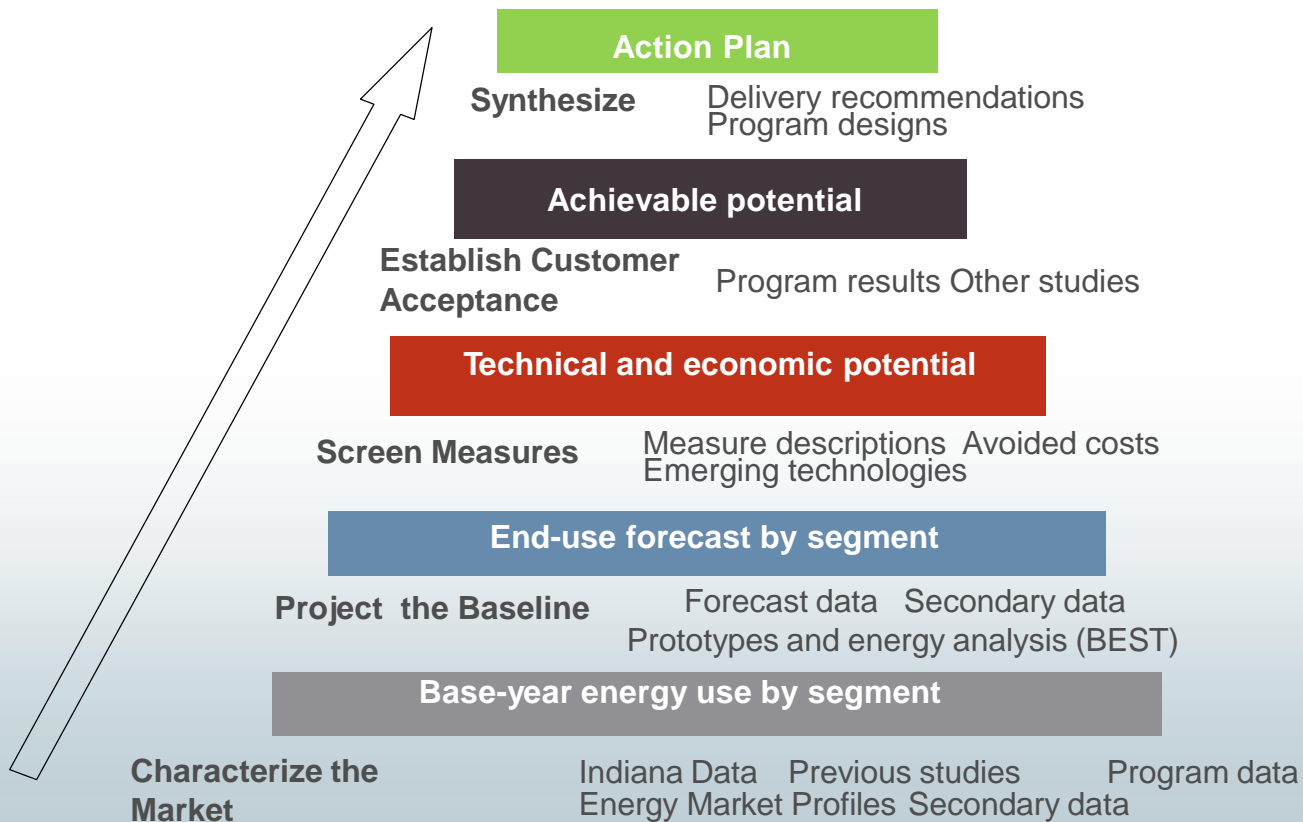 Action Plan
Synthesize
Delivery recommendations
Program designs
Achievable potential
Establish Customer
Acceptance
Program results Other studies
Technical and economic potential
Screen Measures
Measure descriptions Avoided costs
Emerging technologies
End-use forecast by segment
Project the Baseline
Forecast data Secondary data
Prototypes and energy analysis (BEST)
Base-year energy use by segment
Characterize the
Market
Indiana Data Previous studies Program data
Energy Market Profiles Secondary data